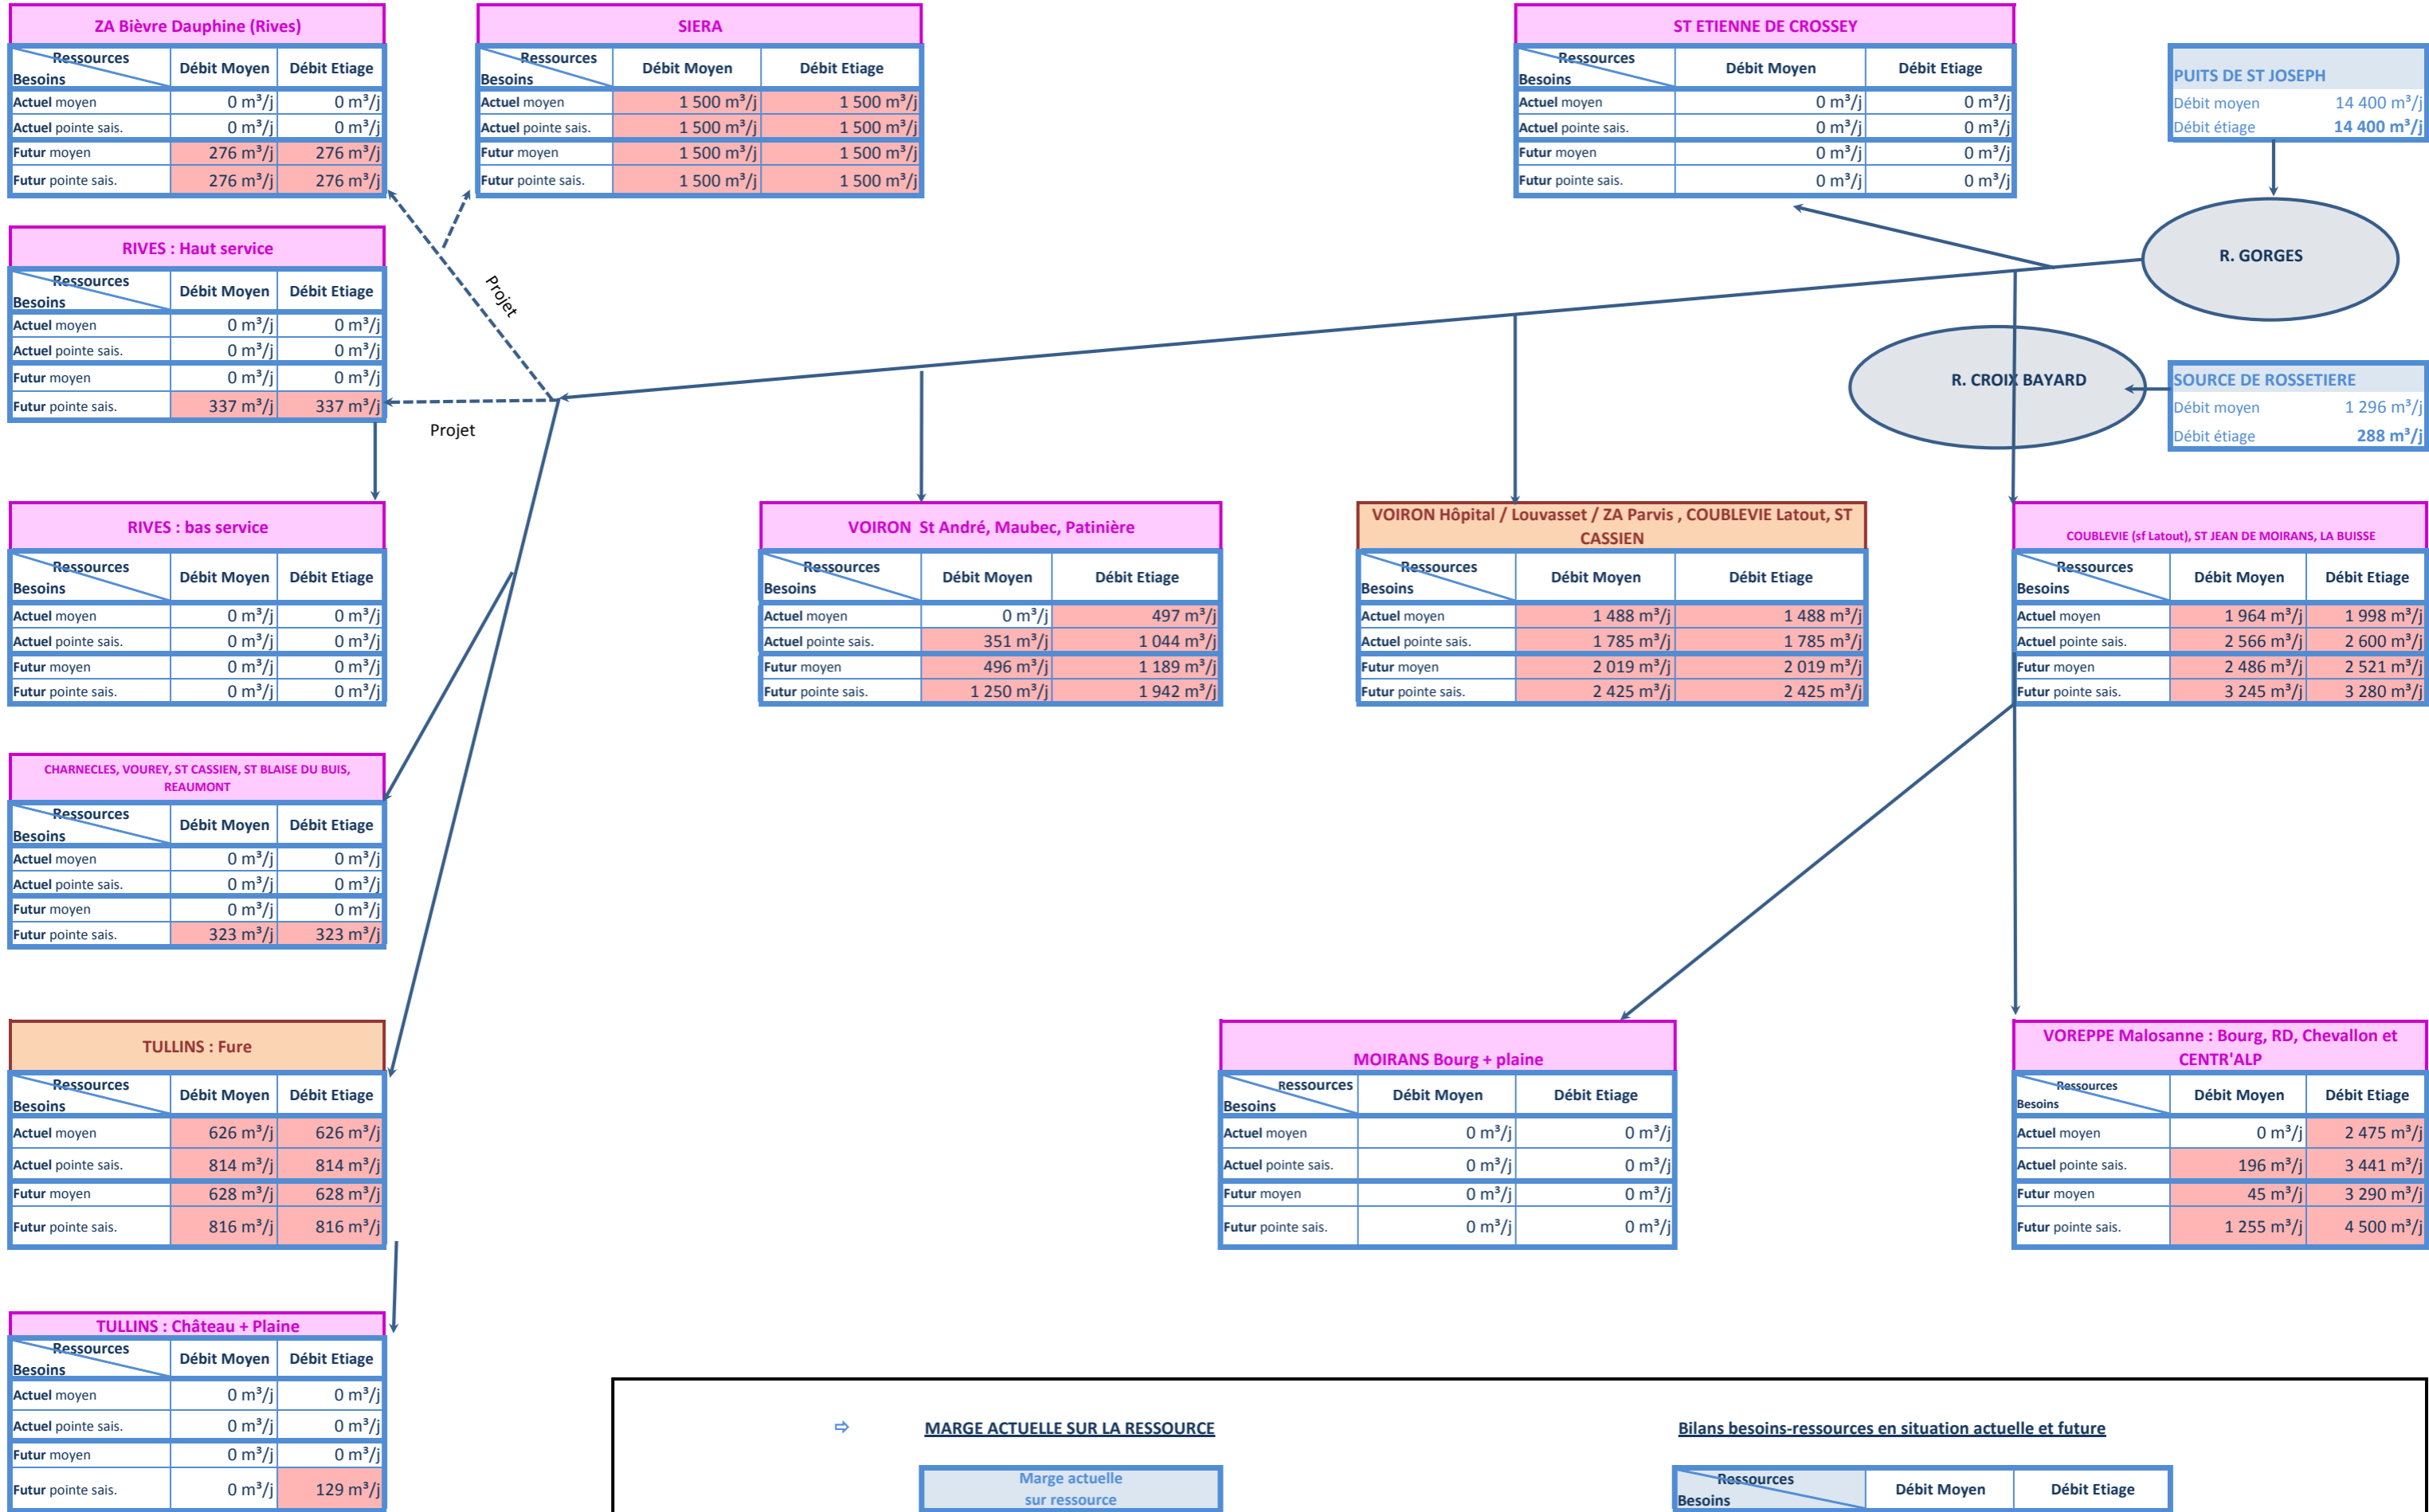 ZA Bièvre Dauphine (Rives)
Ressources
Besoins
Débit Moyen Débit Etiage
Actuel moyen 0 m³/j 0 m³/j
Actuel pointe sais. 0 m³/j 0 m³/j
Futur moyen 276 m³/j 276 m³/j
Futur pointe sais. 276 m³/j 276 m³/j
SIERA
Ressources
Besoins
Débit Moyen Débit Etiage
Actuel moyen 1 500 m³/j 1 500 m³/j
Actuel pointe sais. 1 500 m³/j 1 500 m³/j
Futur moyen 1 500 m³/j 1 500 m³/j
Futur pointe sais. 1 500 m³/j 1 500 m³/j
ST ETIENNE DE CROSSEY
Ressources
Besoins
Débit Moyen Débit Etiage
Actuel moyen 0 m³/j 0 m³/j
Actuel pointe sais. 0 m³/j 0 m³/j
Futur moyen 0 m³/j 0 m³/j
Futur pointe sais. 0 m³/j 0 m³/j
PUITS DE ST JOSEPH
Débit moyen 14 400 m³/j
Débit étiage 14 400 m³/j
R. GORGES
RIVES : Haut service
Ressources
Besoins
Débit Moyen Débit Etiage
Actuel moyen 0 m³/j 0 m³/j
Actuel pointe sais. 0 m³/j 0 m³/j
Futur moyen 0 m³/j 0 m³/j
Futur pointe sais. 337 m³/j 337 m³/j
Projet
Projet
R. CROIX BAYARD
SOURCE DE ROSSETIERE
Débit moyen 1 296 m³/j
Débit étiage 288 m³/j
RIVES : bas service
Ressources
Besoins
Débit Moyen Débit Etiage
Actuel moyen 0 m³/j 0 m³/j
Actuel pointe sais. 0 m³/j 0 m³/j
Futur moyen 0 m³/j 0 m³/j
Futur pointe sais. 0 m³/j 0 m³/j
VOIRON St André, Maubec, Patinière
Ressources
Besoins
Débit Moyen Débit Etiage
Actuel moyen 0 m³/j 497 m³/j
Actuel pointe sais. 351 m³/j 1 044 m³/j
Futur moyen 496 m³/j 1 189 m³/j
Futur pointe sais. 1 250 m³/j 1 942 m³/j
VOIRON Hôpital / Louvasset / ZA Parvis , COUBLEVIE Latout, ST
CASSIEN
Ressources
Besoins
Débit Moyen Débit Etiage
Actuel moyen 1 488 m³/j 1 488 m³/j
Actuel pointe sais. 1 785 m³/j 1 785 m³/j
Futur moyen 2 019 m³/j 2 019 m³/j
Futur pointe sais. 2 425 m³/j 2 425 m³/j
COUBLEVIE (sf Latout), ST JEAN DE MOIRANS, LA BUISSE
Ressources
Besoins
Débit Moyen Débit Etiage
Actuel moyen 1 964 m³/j 1 998 m³/j
Actuel pointe sais. 2 566 m³/j 2 600 m³/j
Futur moyen 2 486 m³/j 2 521 m³/j
Futur pointe sais. 3 245 m³/j 3 280 m³/j
CHARNECLES, VOUREY, ST CASSIEN, ST BLAISE DU BUIS,
REAUMONT
Ressources
Besoins
Débit Moyen Débit Etiage
Actuel moyen 0 m³/j 0 m³/j
Actuel pointe sais. 0 m³/j 0 m³/j
Futur moyen 0 m³/j 0 m³/j
Futur pointe sais. 323 m³/j 323 m³/j
TULLINS : Fure
Ressources
Besoins
Débit Moyen Débit Etiage
Actuel moyen 626 m³/j 626 m³/j
Actuel pointe sais. 814 m³/j 814 m³/j
Futur moyen 628 m³/j 628 m³/j
Futur pointe sais. 816 m³/j 816 m³/j
MOIRANS Bourg + plaine
Ressources
Besoins
Débit Moyen Débit Etiage
Actuel moyen 0 m³/j 0 m³/j
Actuel pointe sais. 0 m³/j 0 m³/j
Futur moyen 0 m³/j 0 m³/j
Futur pointe sais. 0 m³/j 0 m³/j
VOREPPE Malosanne : Bourg, RD, Chevallon et
CENTR'ALP
Ressources
Besoins
Débit Moyen Débit Etiage
Actuel moyen 0 m³/j 2 475 m³/j
Actuel pointe sais. 196 m³/j 3 441 m³/j
Futur moyen 45 m³/j 3 290 m³/j
Futur pointe sais. 1 255 m³/j 4 500 m³/j
TULLINS : Château + Plaine
Ressources
Besoins
Débit Moyen Débit Etiage
Actuel moyen 0 m³/j 0 m³/j
Actuel pointe sais. 0 m³/j 0 m³/j
Futur moyen 0 m³/j 0 m³/j
Futur pointe sais. 0 m³/j 129 m³/j
⇨ MARGE ACTUELLE SUR LA RESSOURCE
Marge actuelle
sur ressource
Bilans besoins-ressources en situation actuelle et future
Ressources
Besoins
Débit Moyen Débit Etiage